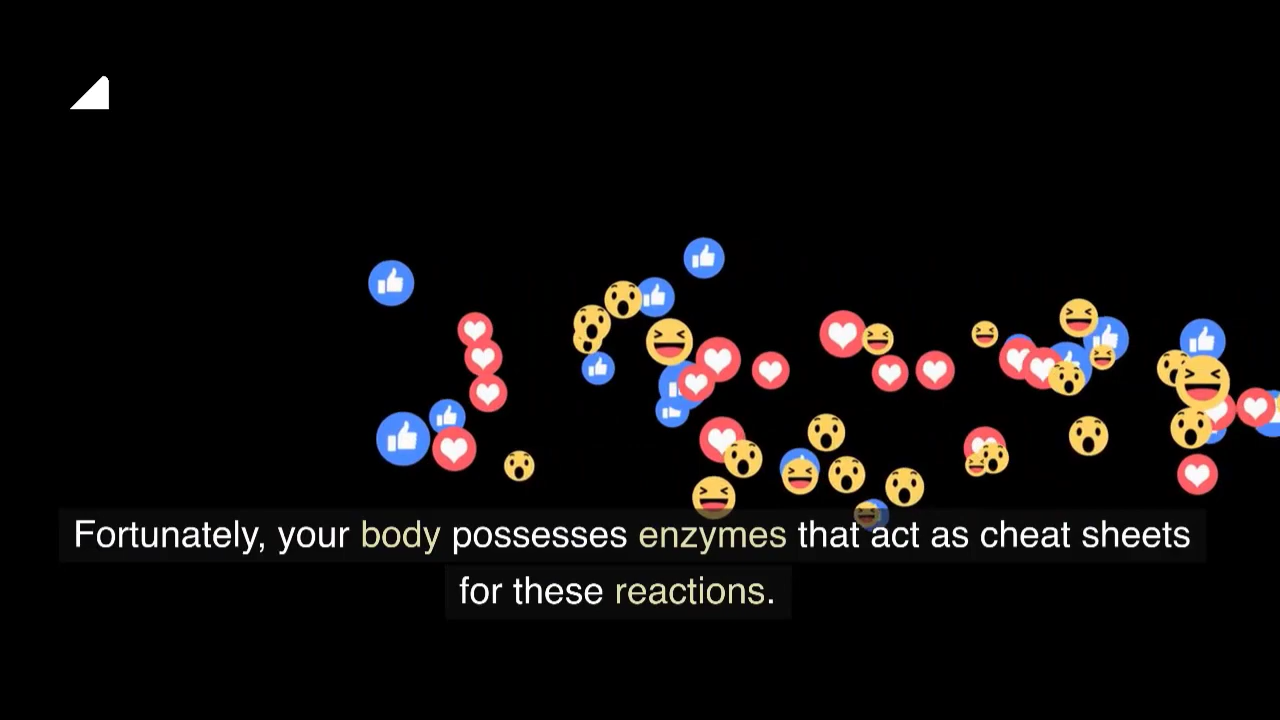 Fortunately, your body possesses enzymes that act as cheat sheets
for these reactions.